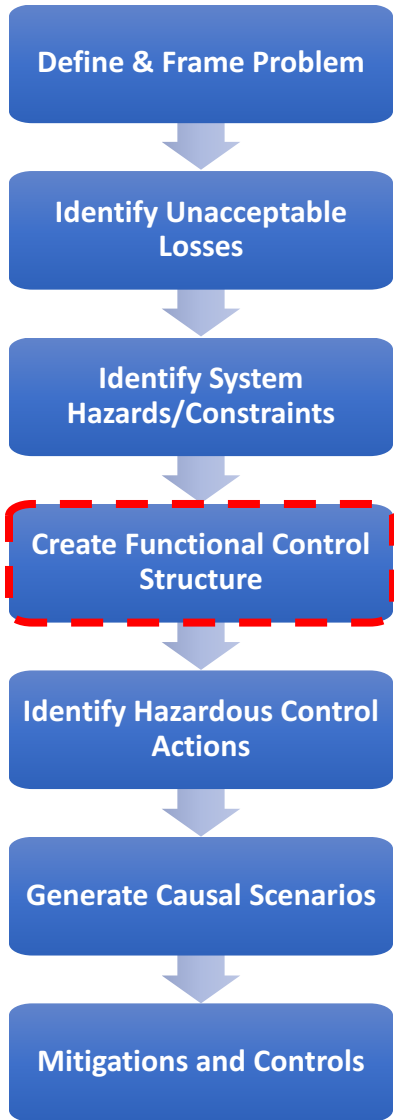 Define & Frame Problem
Identify Unacceptable
Losses
Identify System
Hazards/Constraints
Create Functional Control
Structure
Identify Hazardous Control
Actions
Generate Causal Scenarios
Mitigations and Controls